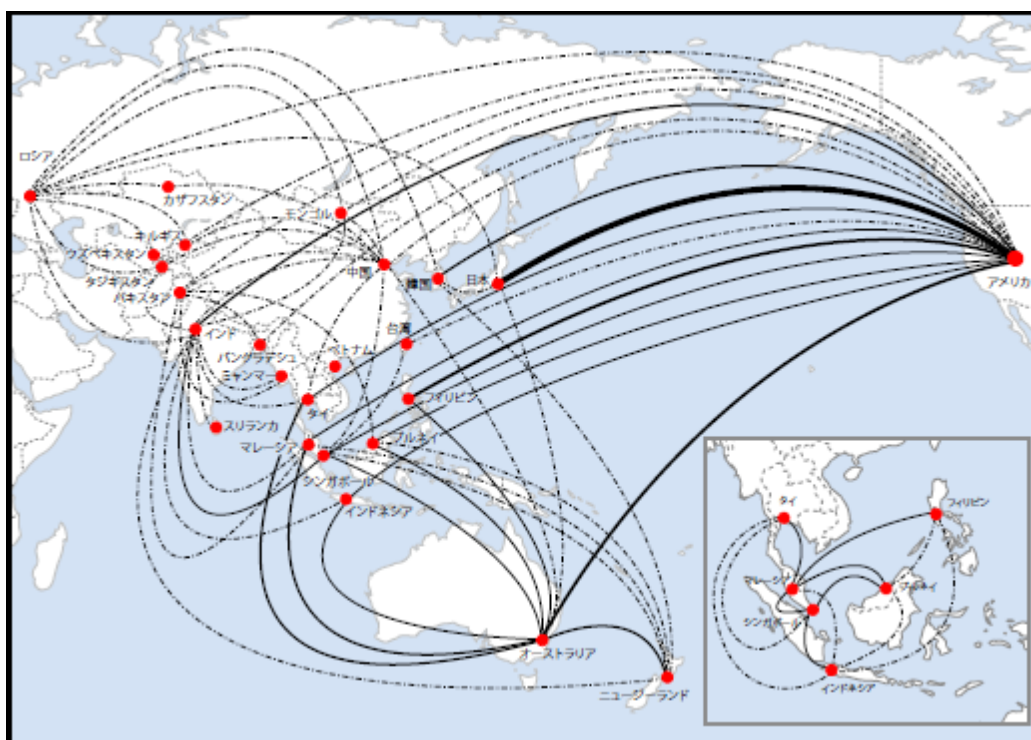 ロシア
カザフスタン
モンゴル
キルギス
ウズベキスタン
タジキスタン
パキスタン
中国
韓国
日本
アメリカ
インド
台湾
バングラデシュ
ベトナム
ミャンマー
タイ
フィリピン
スリランカ
マレーシア
ブルネイ
シンガポール
インドネシア
オーストラリア
ニュージーランド
タイ
フィリピン
マレーシア
ブルネイ
シンガポール
インドネシア